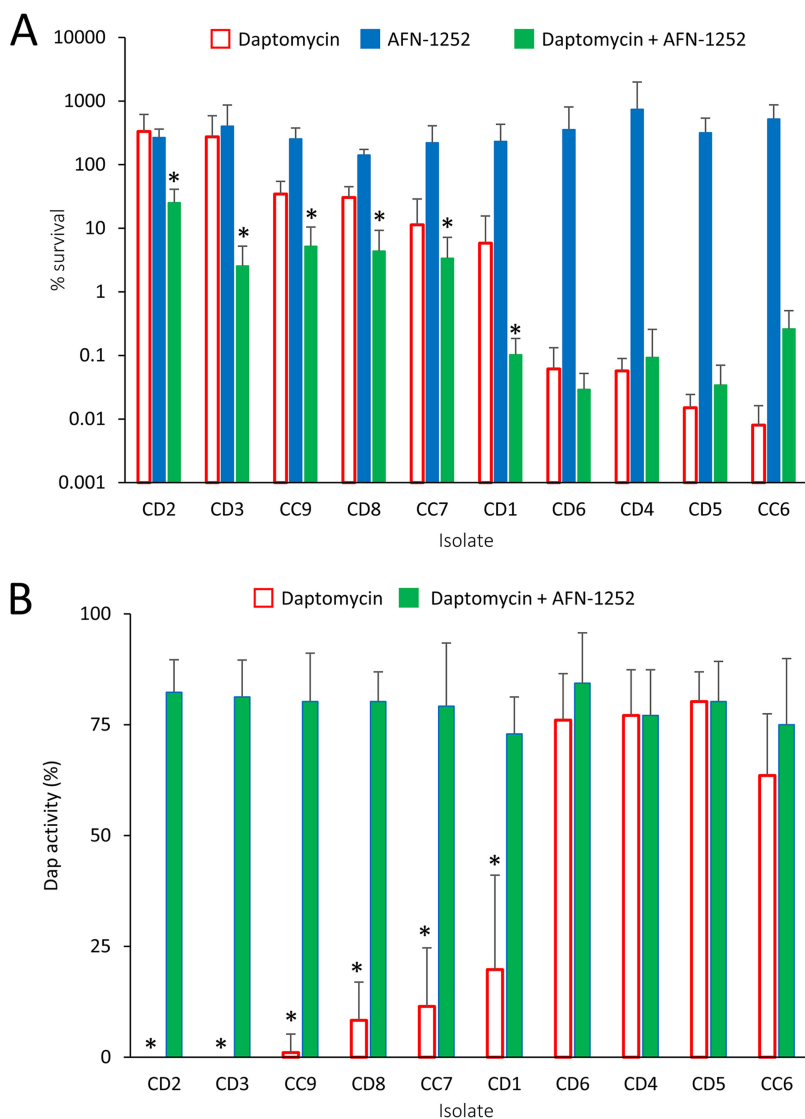 A
Daptomycin AFN-1252 Daptomycin + AFN-1252
10000
1000
100
10
1
0.1
0.01
0.001
% survival
* * * * * *
CD2 CD3 CC9 CD8 CC7 CD1 CD6 CD4 CD5 CC6
Isolate
B
Daptomycin Daptomycin + AFN-1252
100
75
50
25
0
Dap activity (%)
* * * * * *
CD2 CD3 CC9 CD8 CC7 CD1 CD6 CD4 CD5 CC6
Isolate